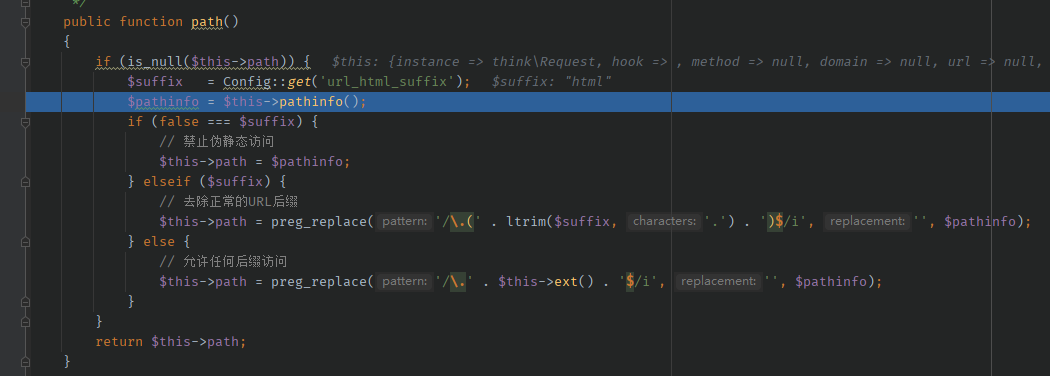 */
public function path()
{
if (is_null($this->path)) { $this: {instance => think\Request, hook => , method => null, domain => null, url => null,
$suffix = Config::get('url_html_suffix'); $suffix: "html"
$pathinfo = $this->pathinfo();
if (false === $suffix) {
// 禁止伪静态访问
$this->path = $pathinfo;
} elseif ($suffix) {
// 去除正常的URL后缀
$this->path = preg_replace( pattern: '/\.(' . ltrim($suffix, characters: '.') . ')$/i', replacement: '', $pathinfo);
} else {
// 允许任何后缀访问
$this->path = preg_replace( pattern: '/\.' . $this->ext() . '$/i', replacement: '', $pathinfo);
}
}
return $this->path;
}